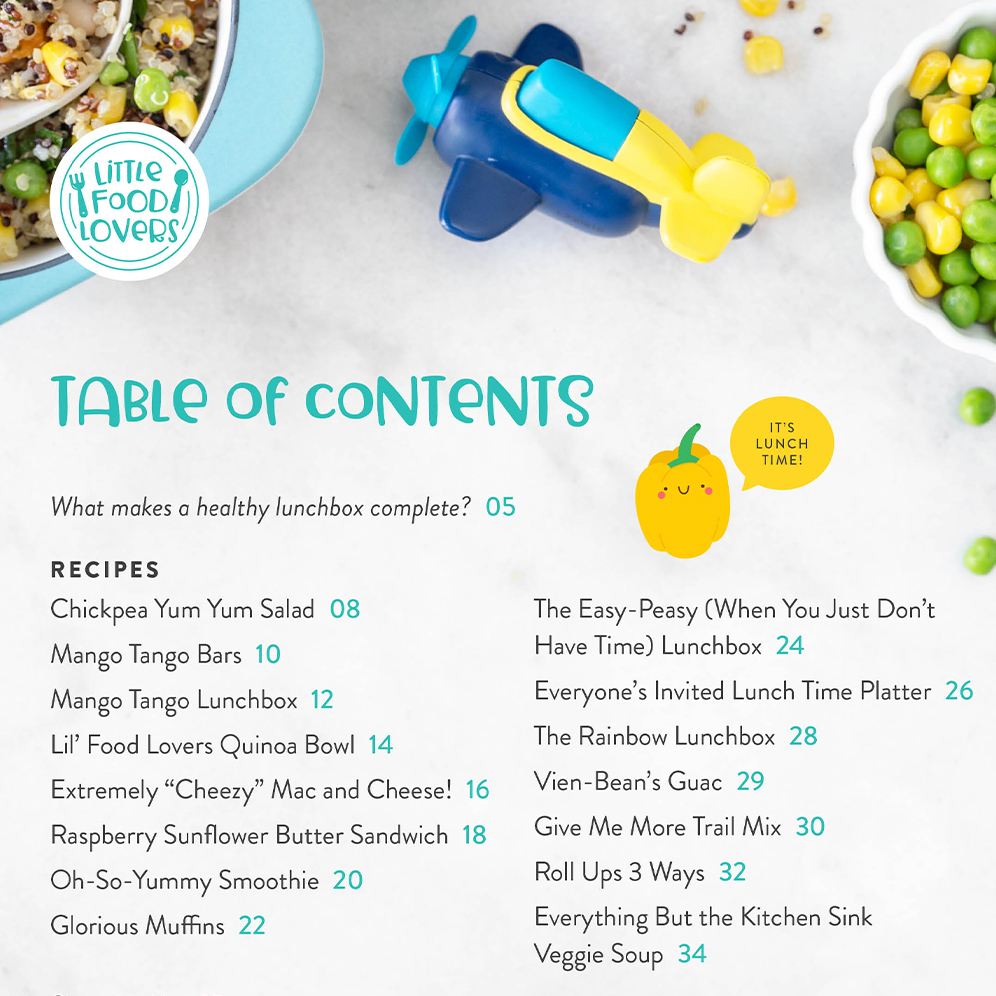 LITTLE
FOOD
LOVERS
TABLE OF CONTENTS
IT'S
LUNCH
TIME!
What makes a healthy lunchbox complete? 05
RECIPES
Chickpea Yum Yum Salad 08
Mango Tango Bars 10
Mango Tango Lunchbox 12
Lil' Food Lovers Quinoa Bowl 14
Extremely “Cheezy” Mac and Cheese! 16
Raspberry Sunflower Butter Sandwich 18
Oh-So-Yummy Smoothie 20
Glorious Muffins 22
The Easy-Peasy (When You Just Don't
Have Time) Lunchbox 24
Everyone's Invited Lunch Time Platter 26
The Rainbow Lunchbox 28
Vien-Bean's Guac 29
Give Me More Trail Mix 30
Roll Ups 3 Ways 32
Everything But the Kitchen Sink
Veggie Soup 34